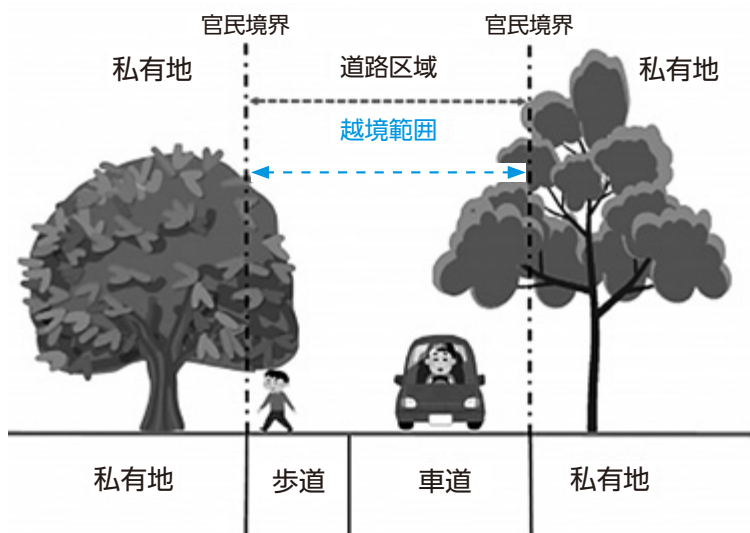 官民境界
官民境界
私有地
道路区域
私有地
越境範囲
私有地
歩道
車道
私有地